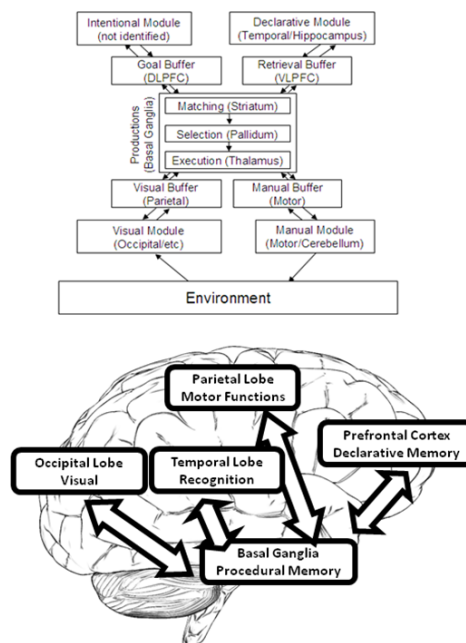 Intentional Module
(not identified)
Declarative Module
(Temporal/Hippocampus)
Goal Buffer
(DLPFC)
Retrieval Buffer
(VLPFC)
Productions
(Basal Ganglia)
Matching (Striatum)
Selection (Pallidum)
Execution (Thalamus)
Visual Buffer
(Parietal)
Manual Buffer
(Motor)
Visual Module
(Occipital/etc)
Manual Module
(Motor/Cerebellum)
Environment
Parietal Lobe
Motor Functions
Prefrontal Cortex
Declarative Memory
Occipital Lobe
Visual
Temporal Lobe
Recognition
Basal Ganglia
Procedural Memory